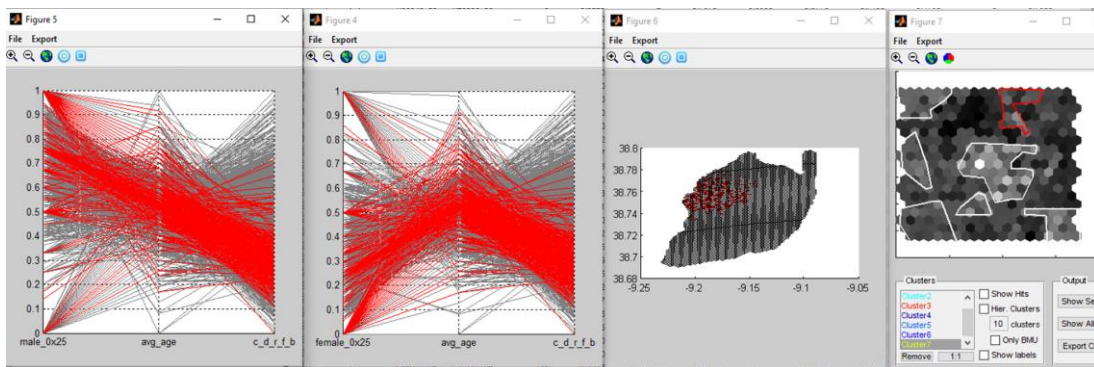 Figure 5
File Export
1
0.9
0.8
0.7
0.6
0.5
0.4
0.3
0.2
0.1
0
male_0x25 avg_age c_d_r_f_b
Figure 4
File Export
1
0.9
0.8
0.7
0.6
0.5
0.4
0.3
0.2
0.1
0
female_0x25 avg_age c_d_r_f_b
Figure 6
38.8
38.78
38.76
38.74
38.72
38.7
38.68
-9.25 -9.2 -9.15 -9.1 -9.05
Figure 7
File Export
Clusters
Cluster2
Cluster3
Cluster4
Cluster5
Cluster6
Cluster7
Remove 1:1
Show Hits
Hier. Clusters
10 clusters
Only BMU
Show labels
Output
Show Se
Show All
Export C